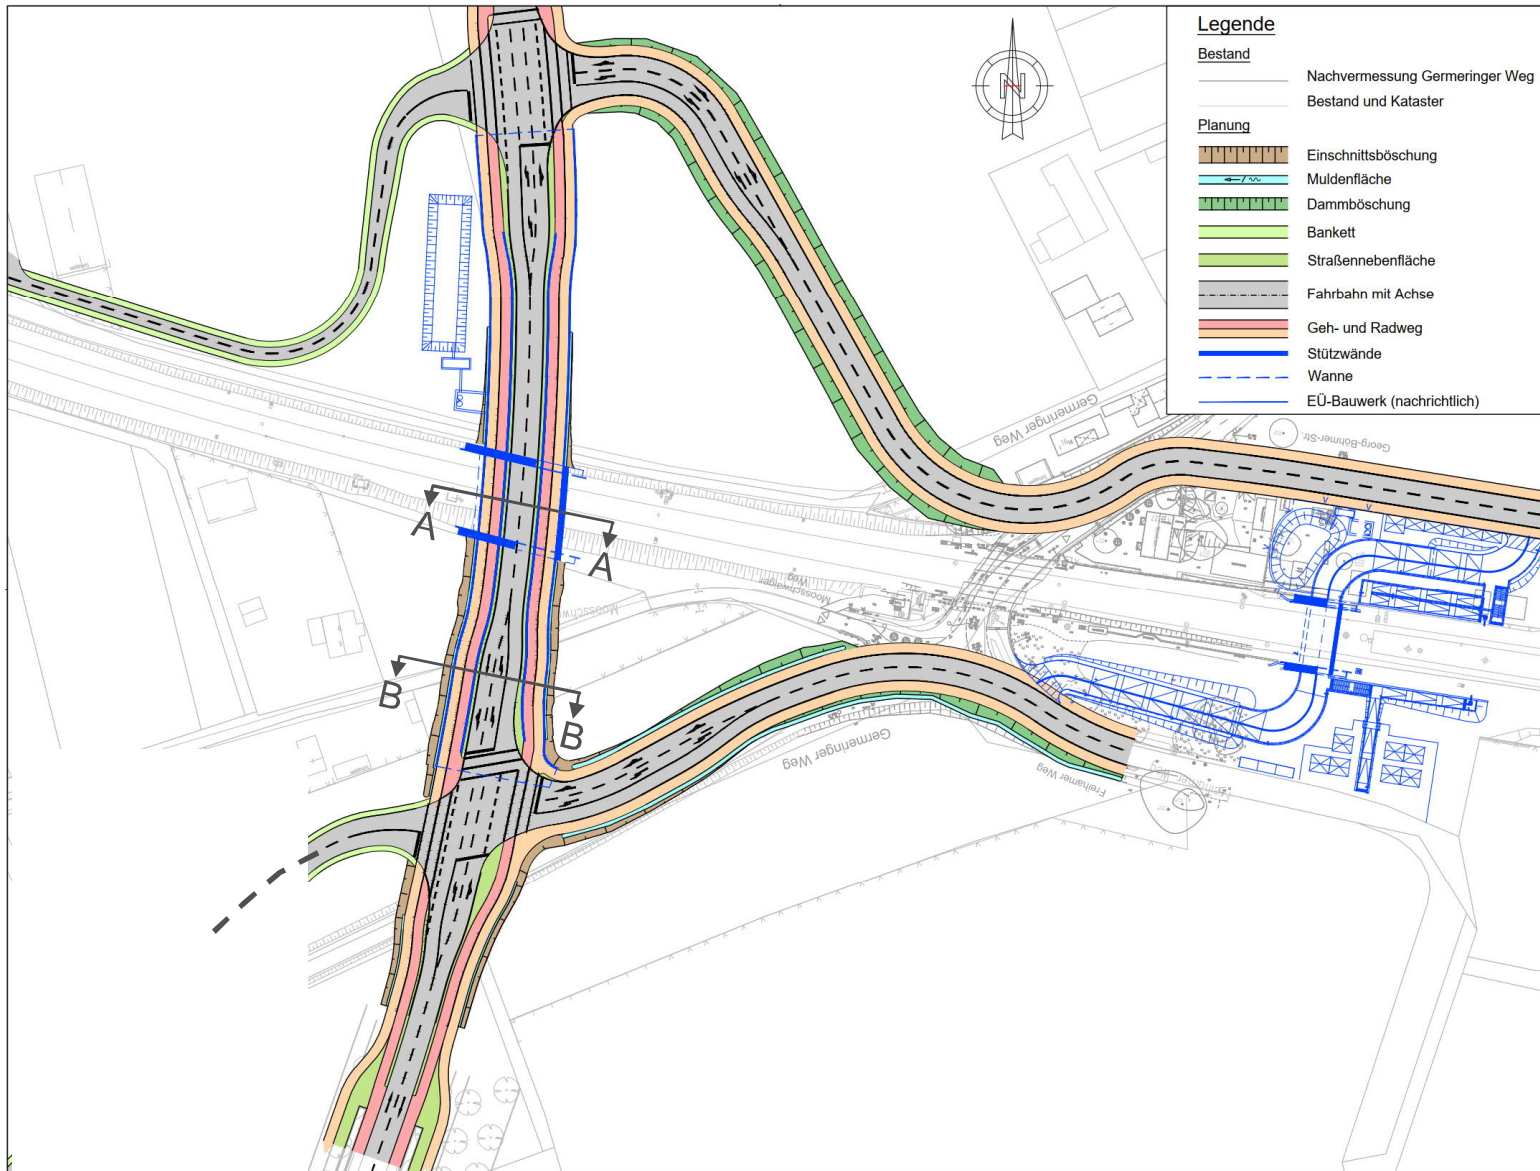 Legende
Bestand
Nachvermessung Germeringer Weg
Bestand und Kataster
Planung
Einschnittsböschung
Muldenfläche
Dammböschung
Bankett
Straßennebenfläche
Fahrbahn mit Achse
Geh- und Radweg
Stützwände
Wanne
EÜ-Bauwerk (nachrichtlich)
N
Germeringer Weg
Georg-Böhmer-Str.
A
A
Moosschwaiger
Weg
B
B
Germeringer Weg
Freihamer Weg